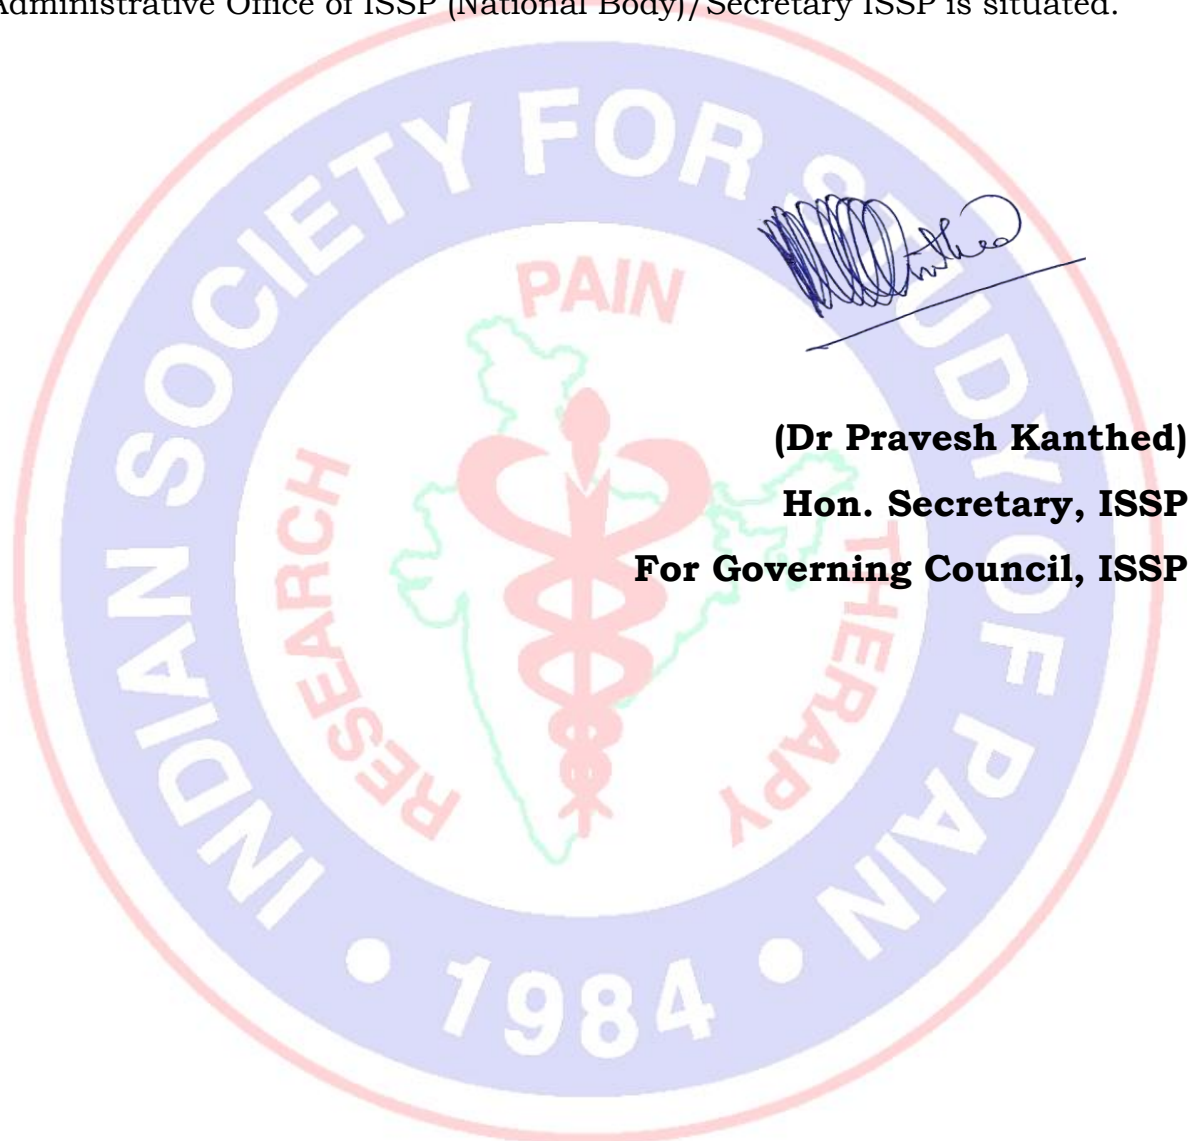 Administrative Office of ISSP (National Body)/Secretary ISSP is situated.
INDIAN SOCIETY FOR STUDY OF PAIN
PAIN
RESEARCH
THERAPY
(Dr Pravesh Kanthed)
Hon. Secretary, ISSP
For Governing Council, ISSP
• 1984 •